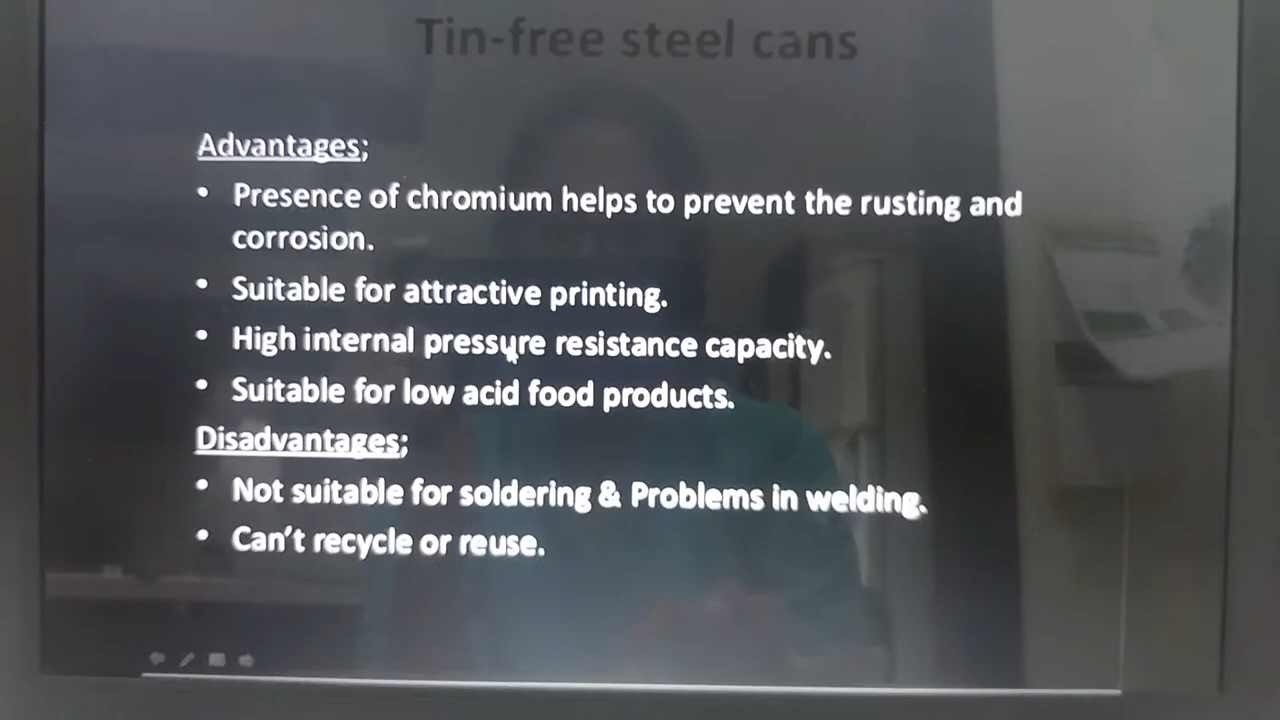 Tin-free steel cans
Advantages;
• Presence of chromium helps to prevent the rusting and
corrosion.
• Suitable for attractive printing.
• High internal pressure resistance capacity.
• Suitable for low acid food products.
Disadvantages;
• Not suitable for soldering & Problems in welding.
• Can't recycle or reuse.